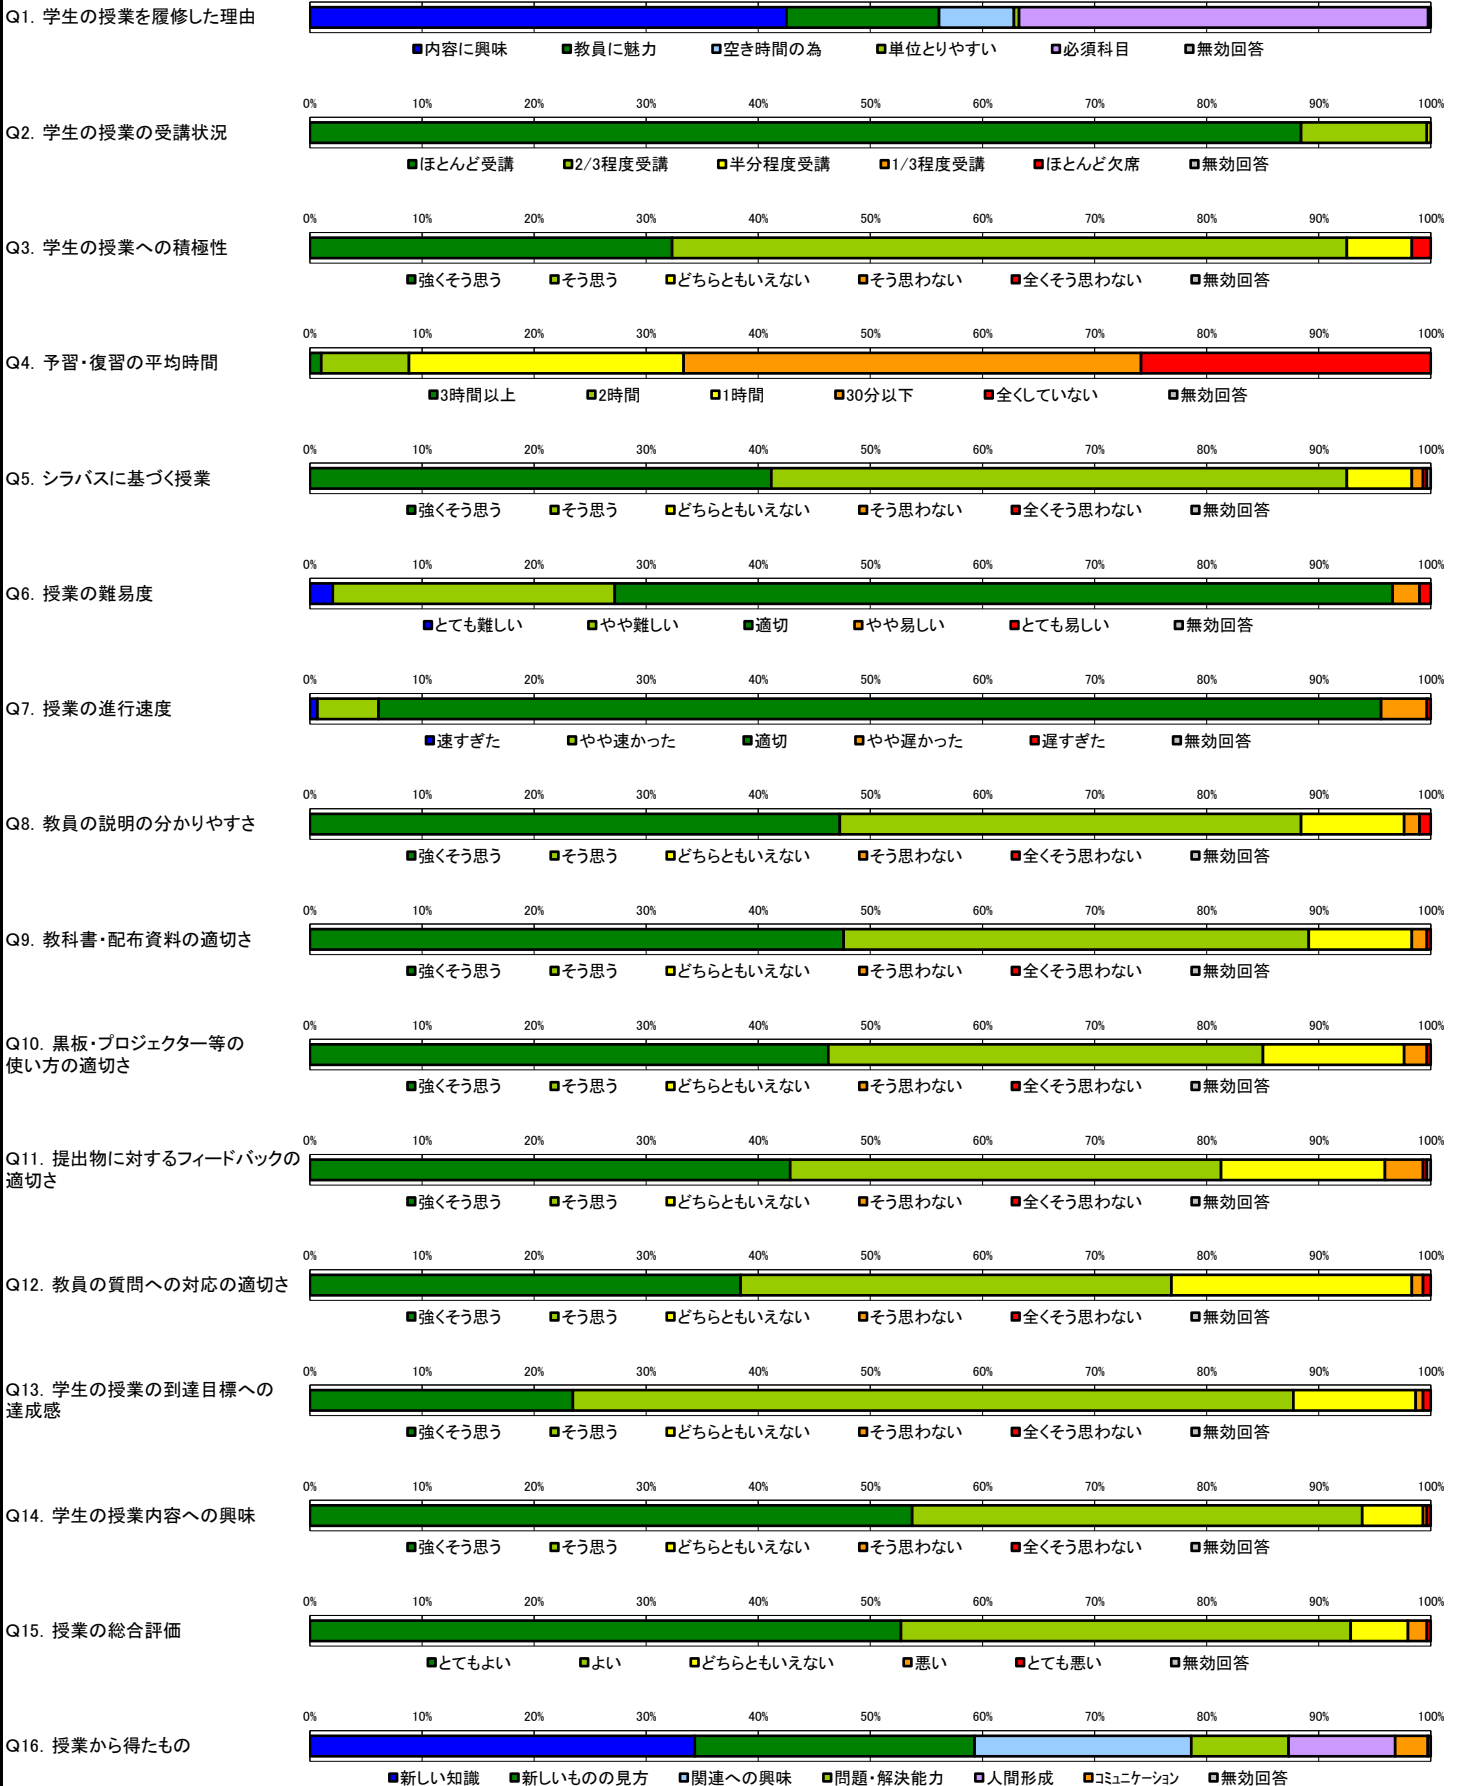 Q1. 学生の授業を履修した理由
内容に興味 教員に魅力 空き時間の為 単位とりやすい 必須科目 無効回答
0% 10% 20% 30% 40% 50% 60% 70% 80% 90% 100%
Q2. 学生の授業の受講状況
ほとんど受講 2/3程度受講 半分程度受講 1/3程度受講 ほとんど欠席 無効回答
0% 10% 20% 30% 40% 50% 60% 70% 80% 90% 100%
Q3. 学生の授業への積極性
強くそう思う そう思う どちらともいえない そう思わない 全くそう思わない 無効回答
0% 10% 20% 30% 40% 50% 60% 70% 80% 90% 100%
Q4. 予習・復習の平均時間
3時間以上 2時間 1時間 30分以下 全くしていない 無効回答
0% 10% 20% 30% 40% 50% 60% 70% 80% 90% 100%
Q5. シラバスに基づく授業
強くそう思う そう思う どちらともいえない そう思わない 全くそう思わない 無効回答
0% 10% 20% 30% 40% 50% 60% 70% 80% 90% 100%
Q6. 授業の難易度
とても難しい やや難しい 適切 やや易しい とても易しい 無効回答
0% 10% 20% 30% 40% 50% 60% 70% 80% 90% 100%
Q7. 授業の進行速度
速すぎた やや速かった 適切 やや遅かった 遅すぎた 無効回答
0% 10% 20% 30% 40% 50% 60% 70% 80% 90% 100%
Q8. 教員の説明の分かりやすさ
強くそう思う そう思う どちらともいえない そう思わない 全くそう思わない 無効回答
0% 10% 20% 30% 40% 50% 60% 70% 80% 90% 100%
Q9. 教科書・配布資料の適切さ
強くそう思う そう思う どちらともいえない そう思わない 全くそう思わない 無効回答
0% 10% 20% 30% 40% 50% 60% 70% 80% 90% 100%
Q10. 黒板・プロジェクター等の
使い方の適切さ
強くそう思う そう思う どちらともいえない そう思わない 全くそう思わない 無効回答
0% 10% 20% 30% 40% 50% 60% 70% 80% 90% 100%
Q11. 提出物に対するフィードバックの
適切さ
強くそう思う そう思う どちらともいえない そう思わない 全くそう思わない 無効回答
0% 10% 20% 30% 40% 50% 60% 70% 80% 90% 100%
Q12. 教員の質問への対応の適切さ
強くそう思う そう思う どちらともいえない そう思わない 全くそう思わない 無効回答
0% 10% 20% 30% 40% 50% 60% 70% 80% 90% 100%
Q13. 学生の授業の到達目標への
達成感
強くそう思う そう思う どちらともいえない そう思わない 全くそう思わない 無効回答
0% 10% 20% 30% 40% 50% 60% 70% 80% 90% 100%
Q14. 学生の授業内容への興味
強くそう思う そう思う どちらともいえない そう思わない 全くそう思わない 無効回答
0% 10% 20% 30% 40% 50% 60% 70% 80% 90% 100%
Q15. 授業の総合評価
とてもよい よい どちらともいえない 悪い とても悪い 無効回答
0% 10% 20% 30% 40% 50% 60% 70% 80% 90% 100%
Q16. 授業から得たもの
新しい知識 新しいものの見方 関連への興味 問題・解決能力 人間形成 コミュニケーション 無効回答